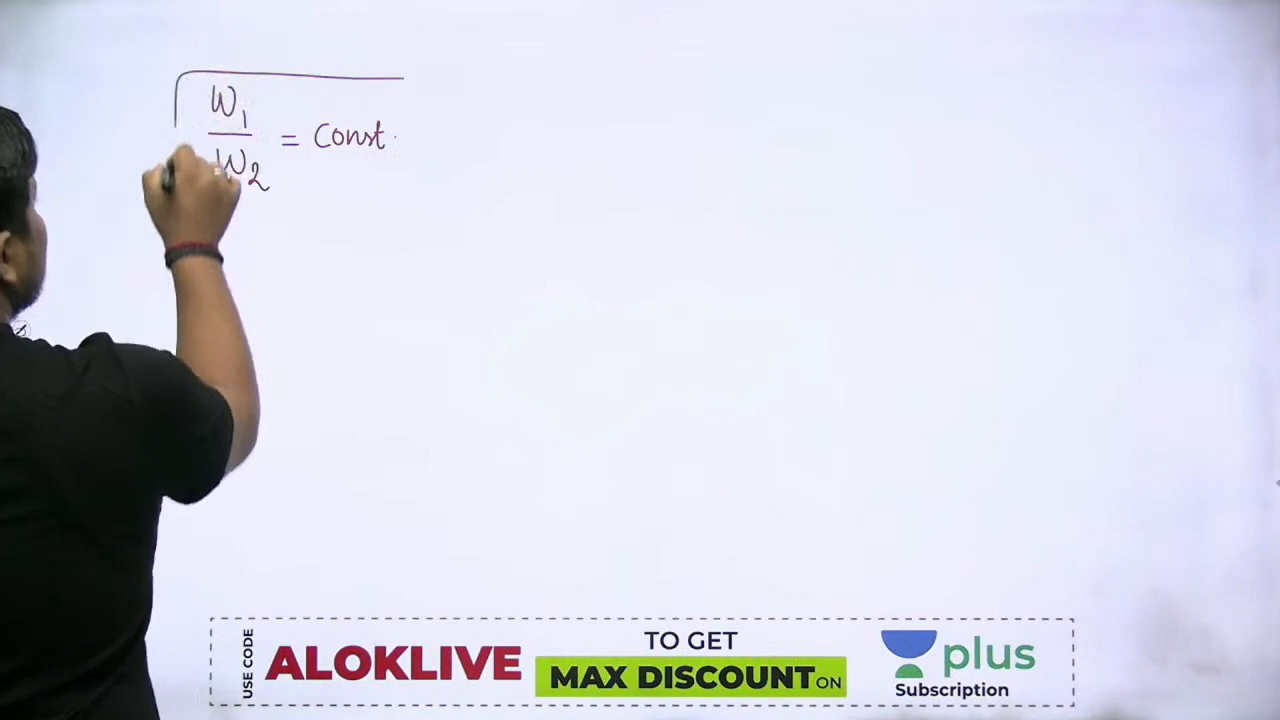 W₁
— = Const.
W₂
USE CODE
ALOKLIVE
TO GET
MAX DISCOUNT ON
plus
Subscription